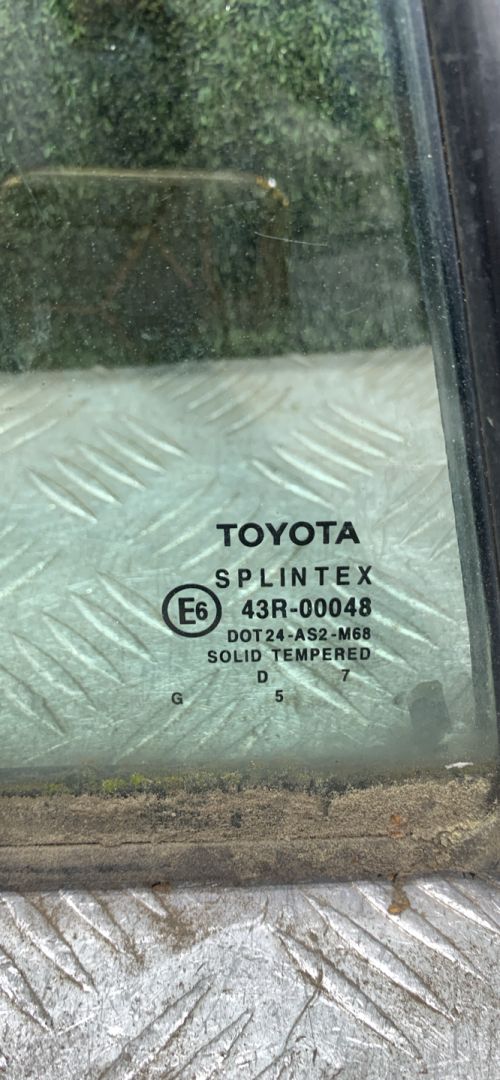 TOYOTA
SPLINTEX
E6 43R-00048
DOT24-AS2-M68
SOLID TEMPERED
D 7
G 5